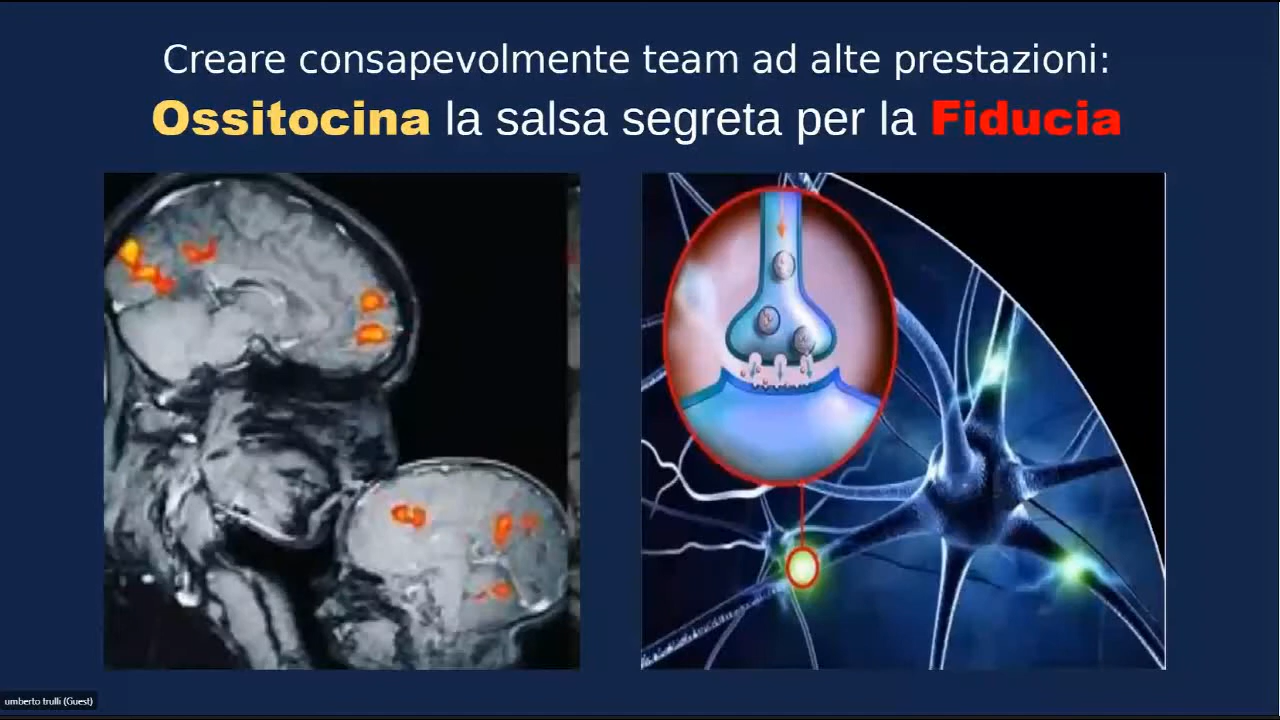 Creare consapevolmente team ad alte prestazioni:
Ossitocina la salsa segreta per la Fiducia
umberto trulli (Guest)